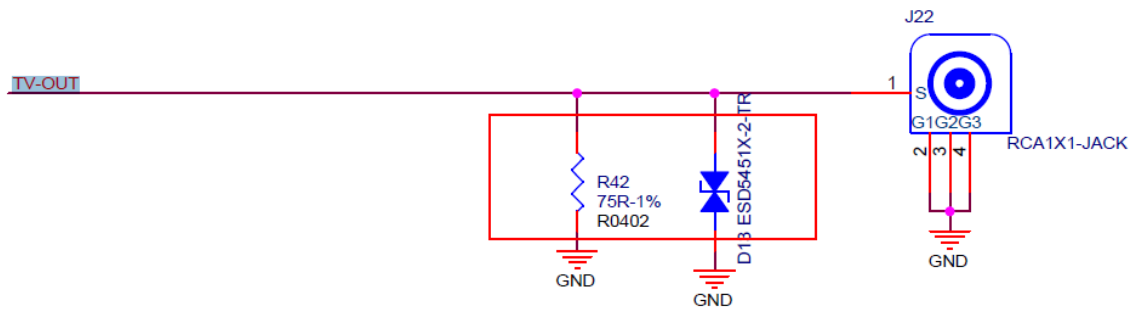 J22
TV-OUT
1
S
G1G2G3
RCA1X1-JACK
2
3
4
R42
75R-1%
R0402
D13 ESD5451X-2-TR
GND
GND
GND